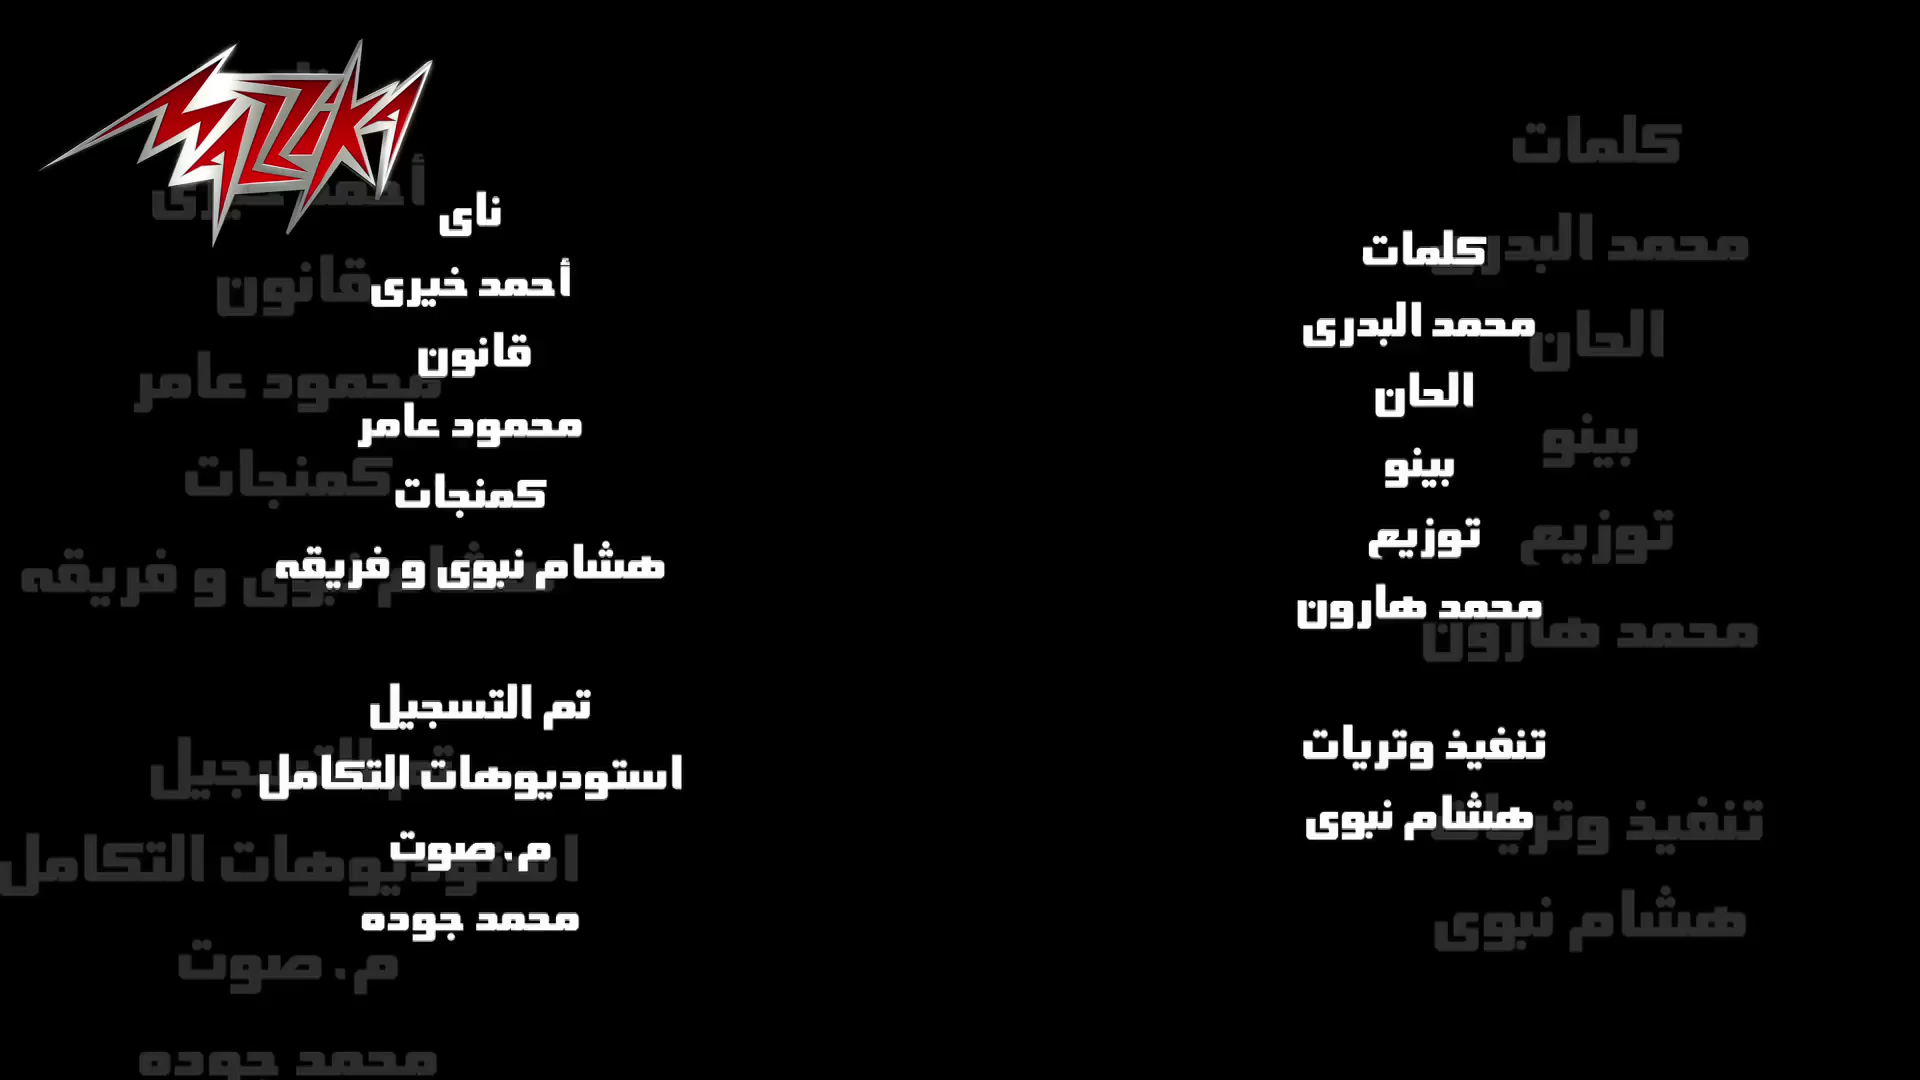 MAZZIKA
كلمات
محمد البدرى
الحان
بينو
توزيع
محمد هارون
تنفيذ وتريات
هشام نبوى
ناى
أحمد خيرى
قانون
محمود عامر
كمنجات
هشام نبوى و فريقه
تم التسجيل
استوديوهات التكامل
م. صوت
محمد جوده